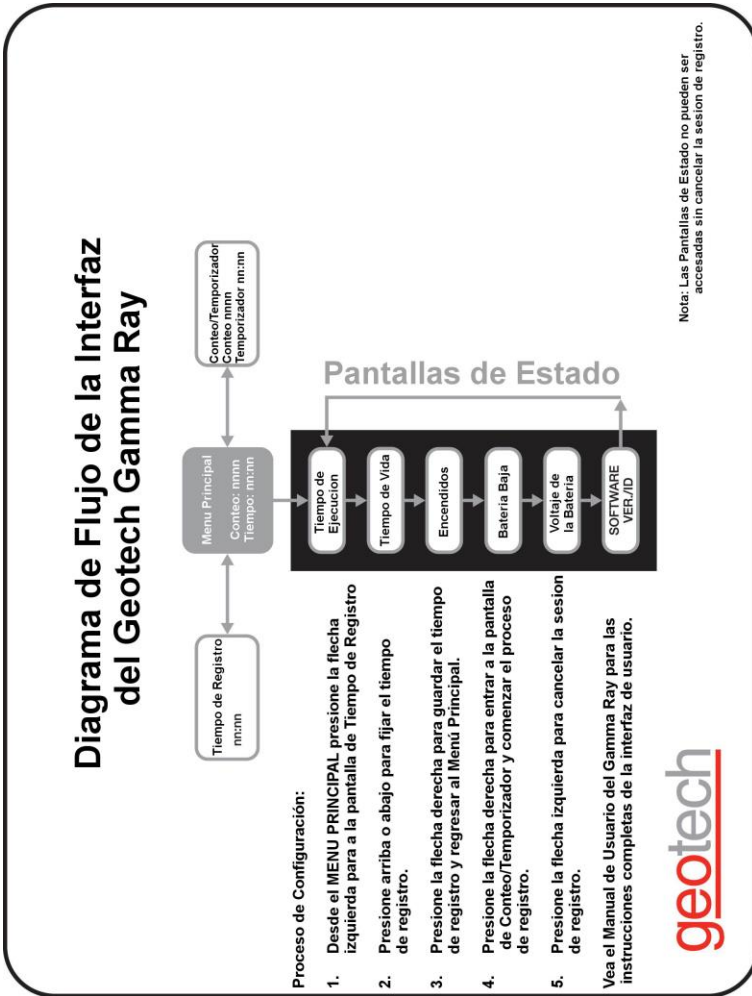 Diagrama de Flujo de la Interfaz
del Geotech Gamma Ray
Tiempo de Registro
nn:nn
Menu Principal
Conteo: nnnn
Tiempo: nn:nn
Conteo/Temporizador
Conteo nnnn
Temporizador nn:nn
Proceso de Configuración:
1. Desde el MENU PRINCIPAL presione la flecha
izquierda para a la pantalla de Tiempo de Registro
2. Presione arriba o abajo para fijar el tiempo
de registro.
3. Presione la flecha derecha para guardar el tiempo
de registro y regresar al Menú Principal.
4. Presione la flecha derecha para entrar a la pantalla
de Conteo/Temporizador y comenzar el proceso
de registro.
5. Presione la flecha izquierda para cancelar la sesion
de registro.
Vea el Manual de Usuario del Gamma Ray para las
instrucciones completas de la interfaz de usuario.
Tiempo de
Ejecucion
Tiempo de Vida
Encendidos
Bateria Baja
Voltaje de
la Bateria
SOFTWARE
VER./ID
Pantallas de Estado
geotech
Nota: Las Pantallas de Estado no pueden ser
accesadas sin cancelar la sesion de registro.